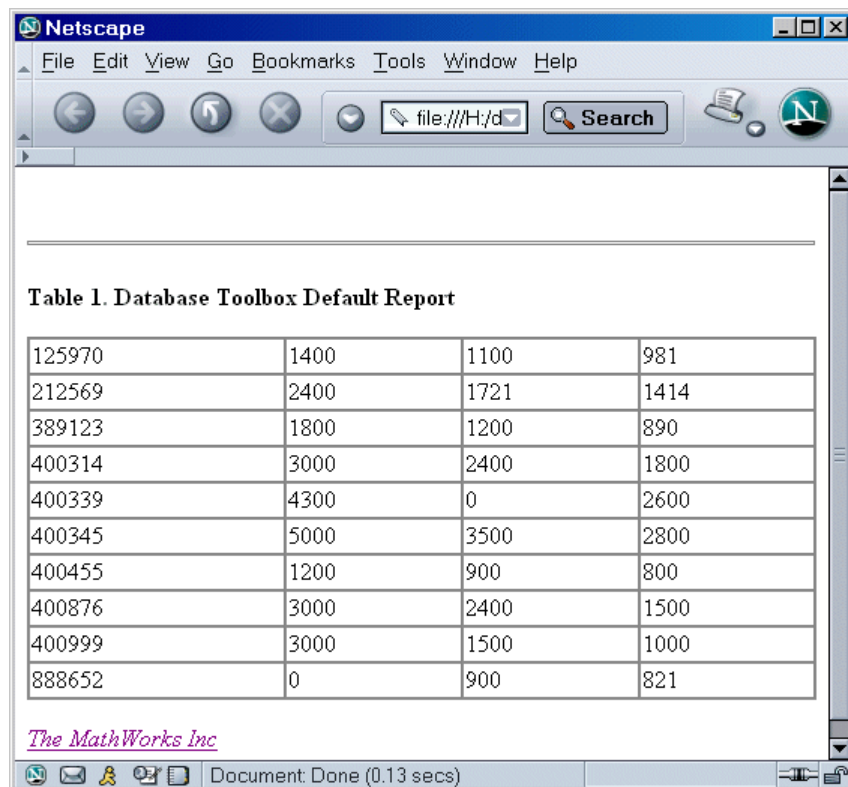 Netscape
File Edit View Go Bookmarks Tools Window Help
file:///H:/d Search N
Table 1. Database Toolbox Default Report
125970 1400 1100 981
212569 2400 1721 1414
389123 1800 1200 890
400314 3000 2400 1800
400339 4300 0 2600
400345 5000 3500 2800
400455 1200 900 800
400876 3000 2400 1500
400999 3000 1500 1000
888652 0 900 821
The MathWorks Inc
Document: Done (0.13 secs)